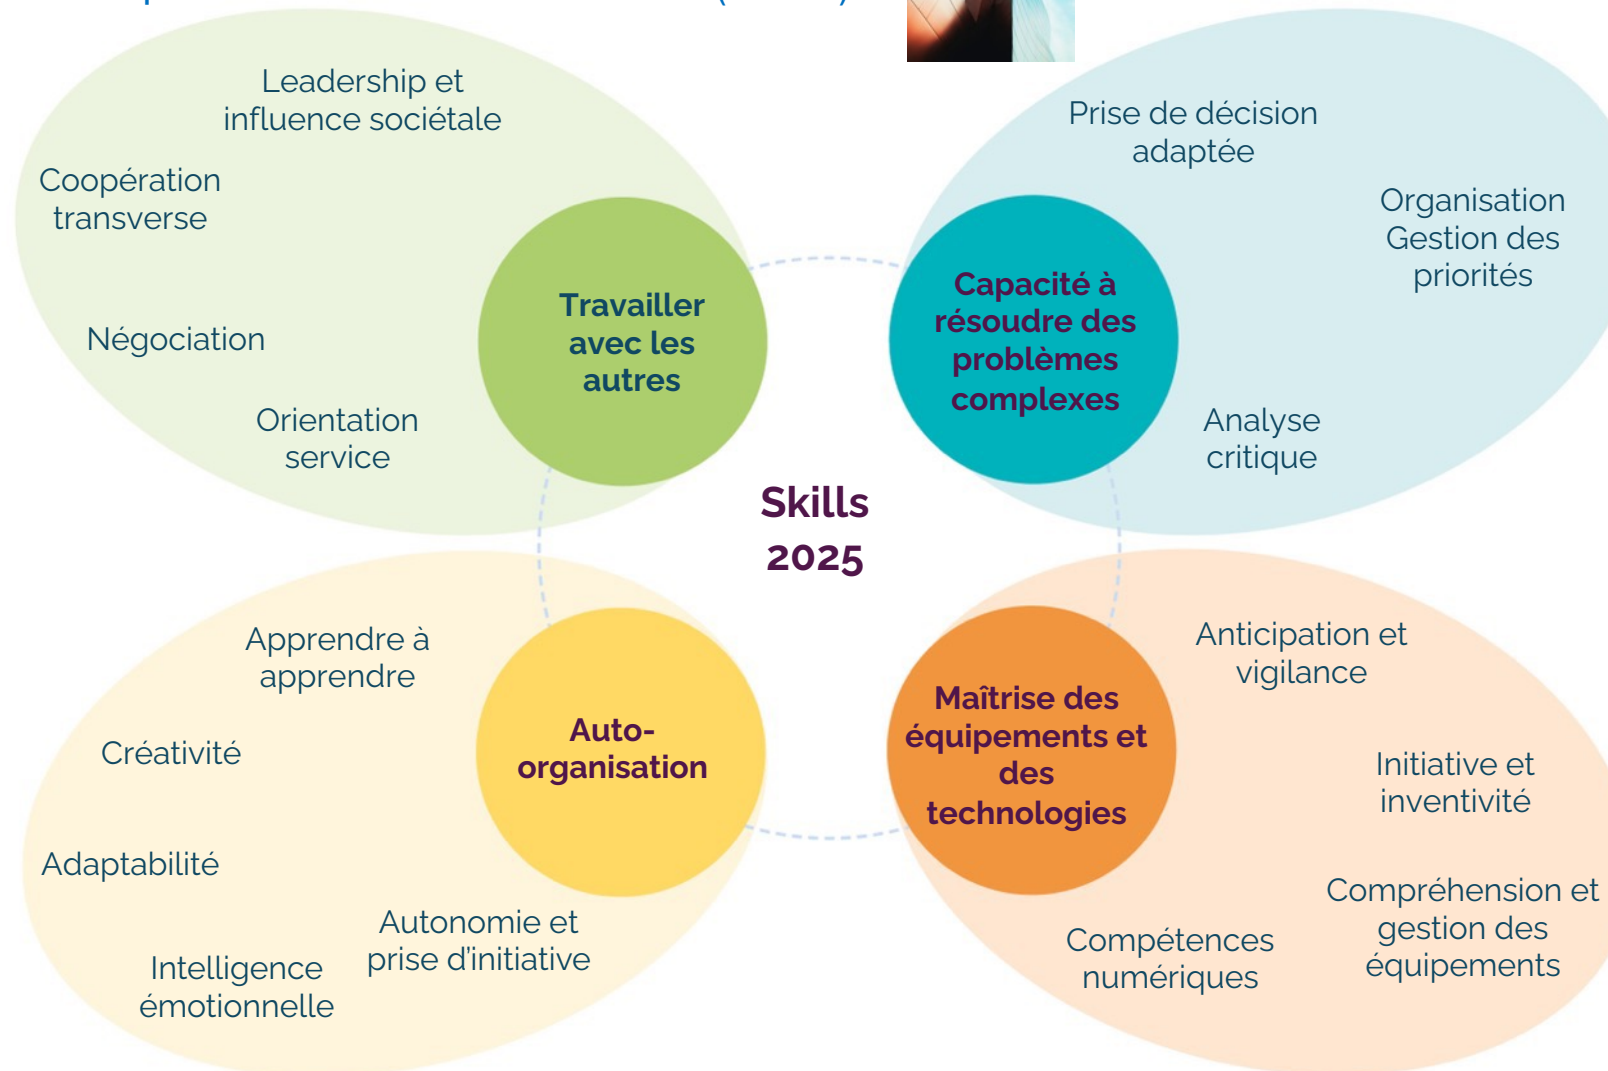 Leadership et
influence sociétale
Coopération
transverse
Négociation
Orientation
service
Travailler
avec les
autres
Prise de décision
adaptée
Organisation
Gestion des
priorités
Analyse
critique
Capacité à
résoudre des
problèmes
complexes
Skills
2025
Apprendre à
apprendre
Créativité
Adaptabilité
Autonomie et
prise d'initiative
Intelligence
émotionnelle
Auto-
organisation
Maîtrise des
équipements et
des
technologies
Anticipation et
vigilance
Initiative et
inventivité
Compréhension et
gestion des
équipements
Compétences
numériques